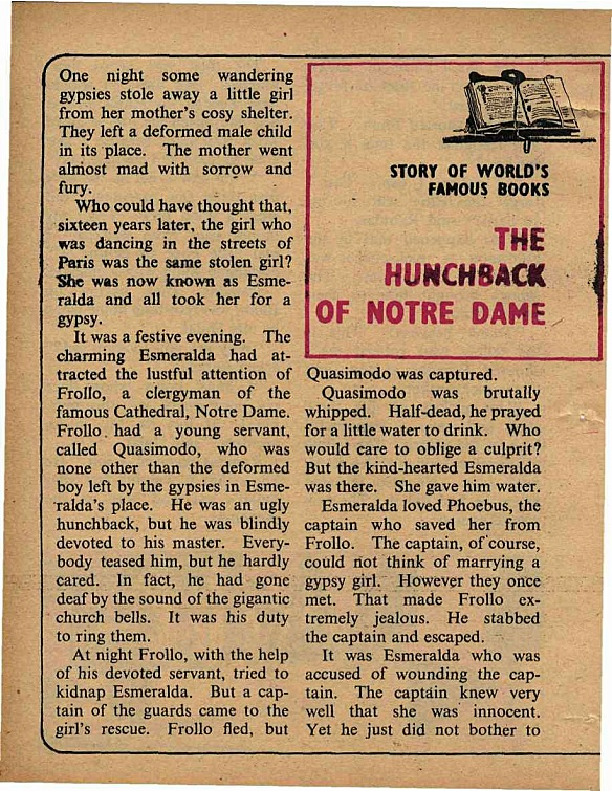 One night some wandering
gypsies stole away a little girl
from her mother's cosy shelter.
They left a deformed male child
in its place. The mother went
almost mad with sorrow and
fury.
Who could have thought that,
sixteen years later, the girl who
was dancing in the streets of
Paris was the same stolen girl?
She was now known as Esme-
ralda and all took her for a
gypsy.
It was a festive evening. The
charming Esmeralda had at-
tracted the lustful attention of
Frollo, a clergyman of the
famous Cathedral, Notre Dame.
Frollo had a young servant,
called Quasimodo, who was
none other than the deformed
boy left by the gypsies in Esme-
ralda's place. He was an ugly
hunchback, but he was blindly
devoted to his master. Every-
body teased him, but he hardly
cared. In fact, he had gone
deaf by the sound of the gigantic
church bells. It was his duty
to ring them.
At night Frollo, with the help
of his devoted servant, tried to
kidnap Esmeralda. But a cap-
tain of the guards came to the
girl's rescue. Frollo fled, but
STORY OF WORLD'S
FAMOUS BOOKS
THE
HUNCHBACK
OF NOTRE DAME
Quasimodo was captured.
Quasimodo was brutally
whipped. Half-dead, he prayed
for a little water to drink. Who
would care to oblige a culprit?
But the kind-hearted Esmeralda
was there. She gave him water.
Esmeralda loved Phoebus, the
captain who saved her from
Frollo. The captain, of course,
could not think of marrying a
gypsy girl. However they once
met. That made Frollo ex-
tremely jealous. He stabbed
the captain and escaped.
It was Esmeralda who was
accused of wounding the cap-
tain. The captain knew very
well that she was innocent.
Yet he just did not bother to